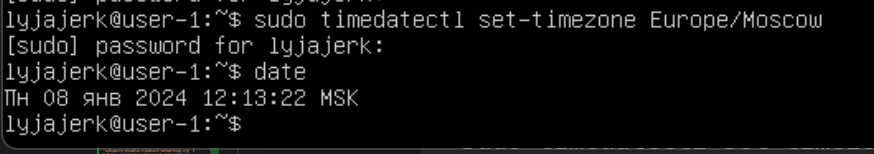 lyjajerk@user-1:~$ sudo timedatectl set-timezone Europe/Moscow
[sudo] password for lyjajerk:
lyjajerk@user-1:~$ date
Пн 08 янв 2024 12:13:22 MSK
lyjajerk@user-1:~$